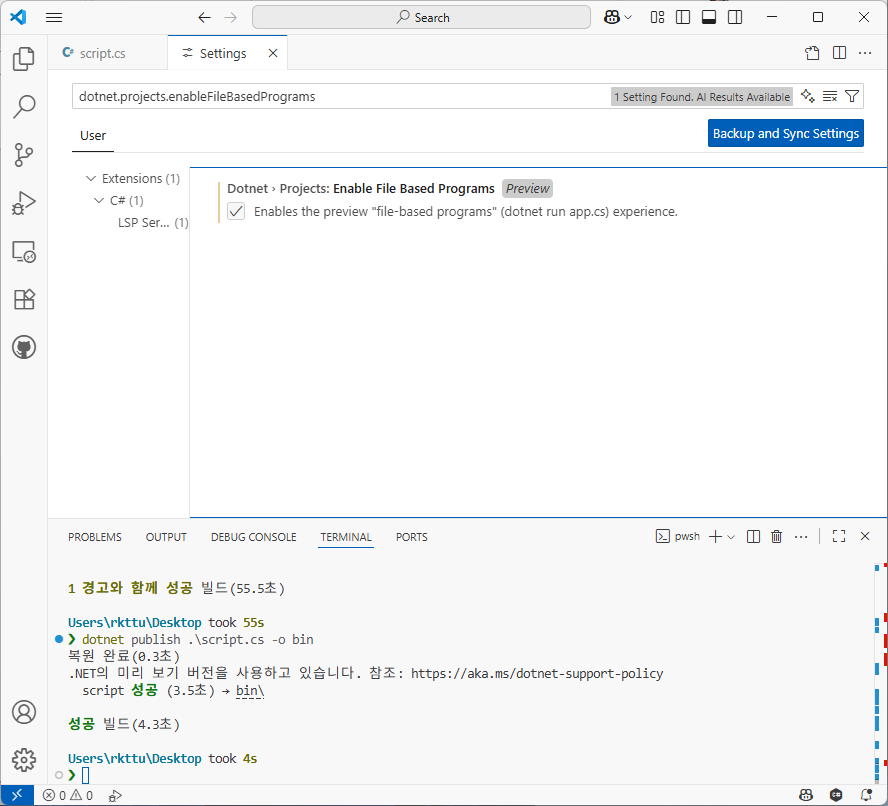 Search
C# script.cs
Settings
dotnet.projects.enableFileBasedPrograms
1 Setting Found. AI Results Available
User
Backup and Sync Settings
Extensions (1)
C# (1)
LSP Ser... (1)
Dotnet › Projects: Enable File Based Programs Preview
Enables the preview "file-based programs" (dotnet run app.cs) experience.
PROBLEMS OUTPUT DEBUG CONSOLE TERMINAL PORTS
pwsh
1 경고와 함께 성공 빌드(55.5초)
Users\rkttu\Desktop took 55s
❯ dotnet publish .\script.cs -o bin
복원 완료(0.3초)
.NET의 미리 보기 버전을 사용하고 있습니다. 참조: https://aka.ms/dotnet-support-policy
script 성공 (3.5초) → bin\
성공 빌드(4.3초)
Users\rkttu\Desktop took 4s
❯
0 0